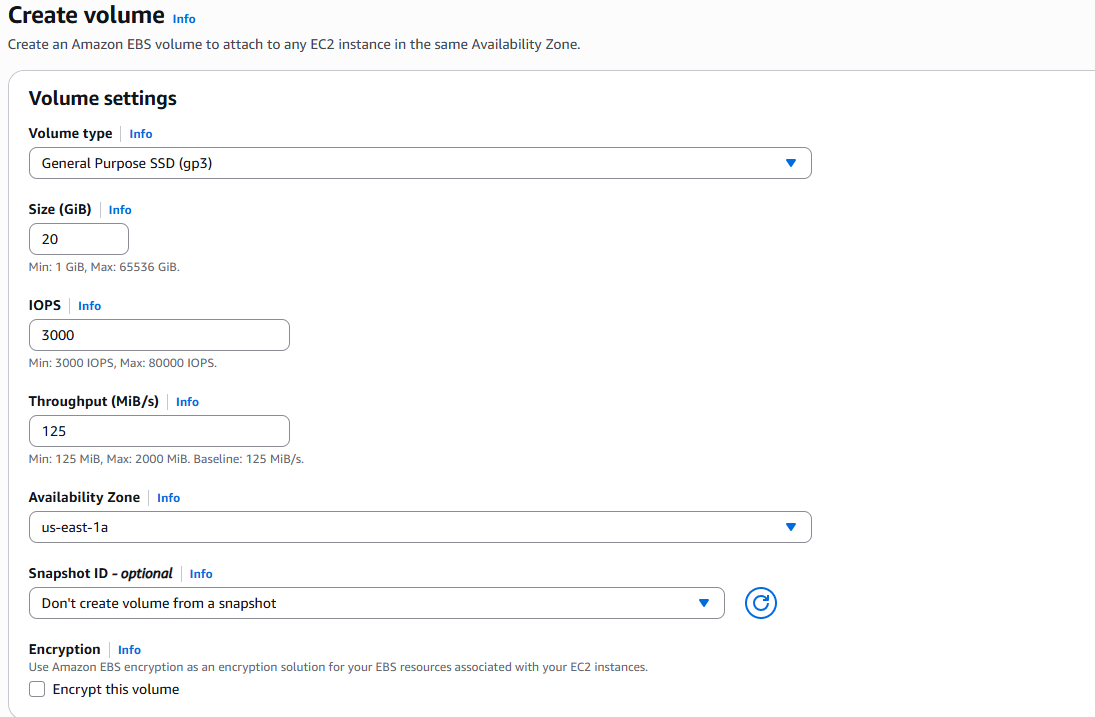 Create volume Info
Create an Amazon EBS volume to attach to any EC2 instance in the same Availability Zone.
Volume settings
Volume type Info
General Purpose SSD (gp3)
Size (GiB) Info
20
Min: 1 GiB, Max: 65536 GiB.
IOPS Info
3000
Min: 3000 IOPS, Max: 80000 IOPS.
Throughput (MiB/s) Info
125
Min: 125 MiB, Max: 2000 MiB. Baseline: 125 MiB/s.
Availability Zone Info
us-east-1a
Snapshot ID - optional Info
Don't create volume from a snapshot
Encryption Info
Use Amazon EBS encryption as an encryption solution for your EBS resources associated with your EC2 instances.
Encrypt this volume